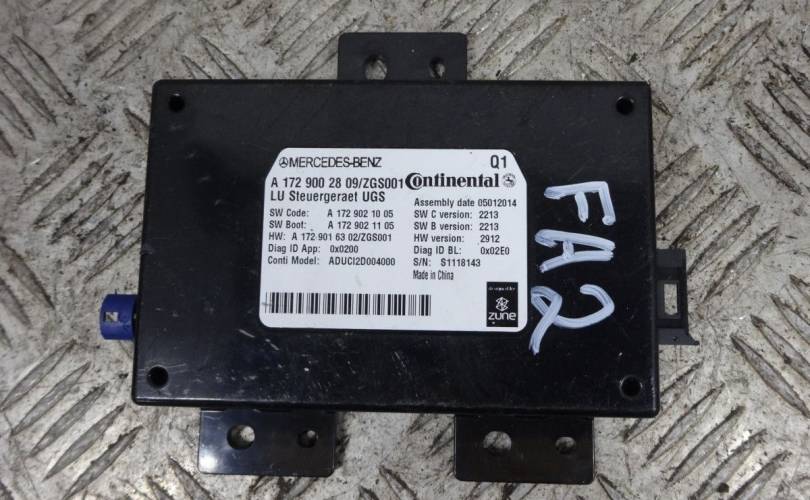 MERCEDES-BENZ Q1
A 172 900 28 09/ZGS001 Continental
LU Steuergeraet UGS
Assembly date 05012014
SW Code: A 172 902 10 05 SW C version: 2213
SW Boot: A 172 902 11 05 SW B version: 2213
HW: A 172 901 63 02/ZGS001 HW version: 2912
Diag ID App: 0x0200 Diag ID BL: 0x02E0
Conti Model: ADUCI2D004000 S/N: S1118143
Made in China
zune
FA2